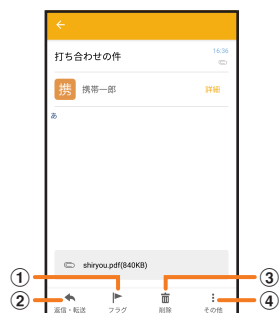 打ち合わせの件
16:36
携 携帯一郎 詳細
あ
shiryou.pdf(840KB)
① ③
② ④
返信・転送 フラグ 削除 その他